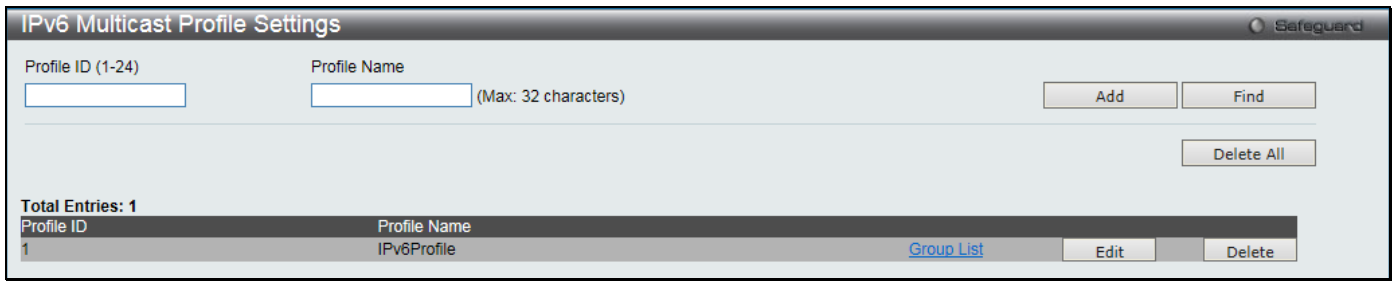 IPv6 Multicast Profile Settings
Safeguard
Profile ID (1-24)
Profile Name
(Max: 32 characters)
Add
Find
Delete All
Total Entries: 1
Profile ID
Profile Name
1
IPv6Profile
Group List
Edit
Delete